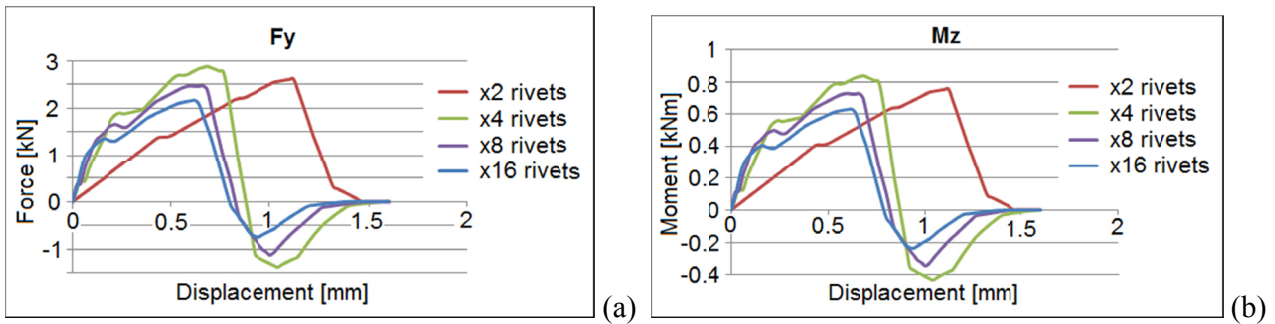 Fy
3
2
1
0
-1
Force [kN]
0
0.5
1
1.5
2
Displacement [mm]
x2 rivets
x4 rivets
x8 rivets
x16 rivets
(a)
Mz
1
0.8
0.6
0.4
0.2
0
-0.2
-0.4
Moment [kNm]
0
0.5
1
1.5
2
Displacement [mm]
x2 rivets
x4 rivets
x8 rivets
x16 rivets
(b)